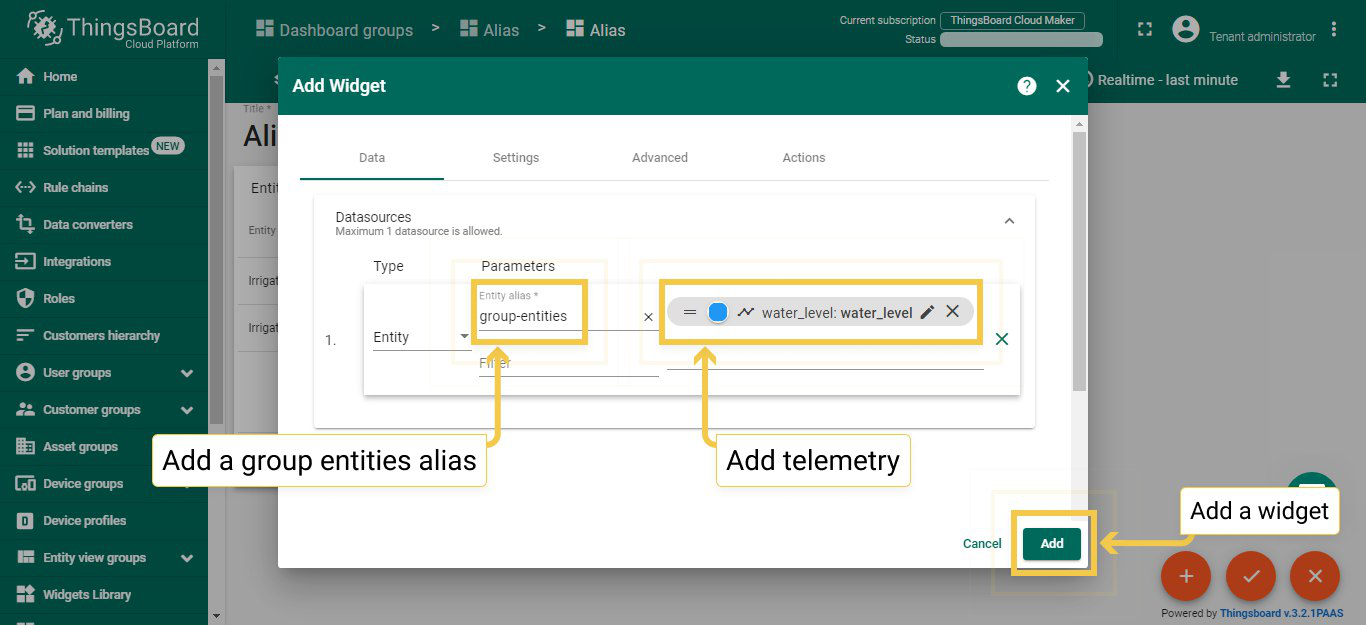 ThingsBoard
Cloud Platform
Dashboard groups > Alias > Alias
Current subscription ThingsBoard Cloud Maker
Status
Tenant administrator
Home
Plan and billing
Solution templates NEW
Rule chains
Data converters
Integrations
Roles
Customers hierarchy
User groups
Customer groups
Asset groups
Device groups
Device profiles
Entity view groups
Widgets Library
Realtime - last minute
Title *
Ali
Enti
Entity
Irrigat
Irrigat
Add Widget
?
Data Settings Advanced Actions
Datasources
Maximum 1 datasource is allowed.
Type Parameters
1.
Entity
Entity alias *
group-entities
Filter
water_level: water_level
Add a group entities alias
Add telemetry
Add a widget
Cancel Add
Powered by Thingsboard v.3.2.1PAAS